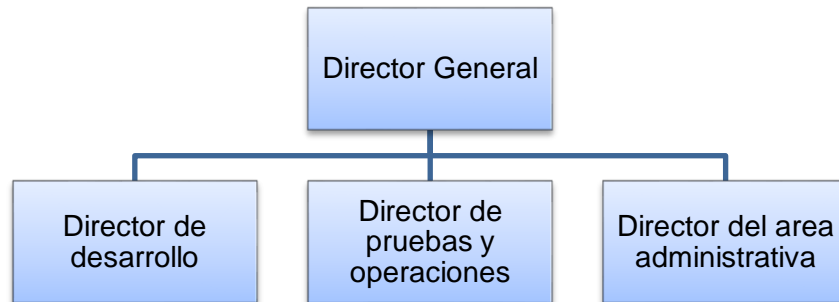 Director General
Director de
desarrollo
Director de
pruebas y
operaciones
Director del area
administrativa